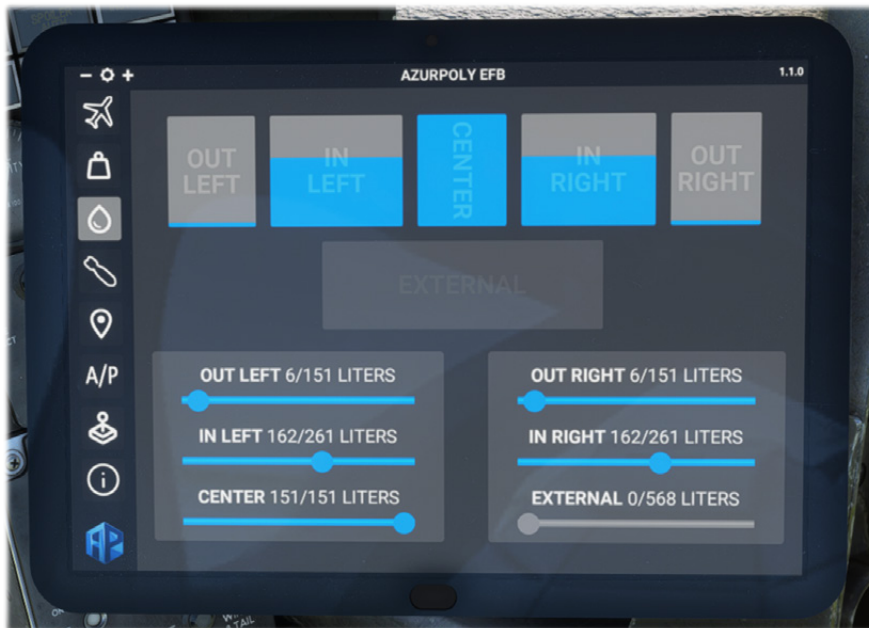 AZURPOLY EFB
1.1.0
OUT
LEFT
IN
LEFT
CENTER
IN
RIGHT
OUT
RIGHT
EXTERNAL
A/P
OUT LEFT 6/151 LITERS
IN LEFT 162/261 LITERS
CENTER 151/151 LITERS
OUT RIGHT 6/151 LITERS
IN RIGHT 162/261 LITERS
EXTERNAL 0/568 LITERS
AP
TAIL